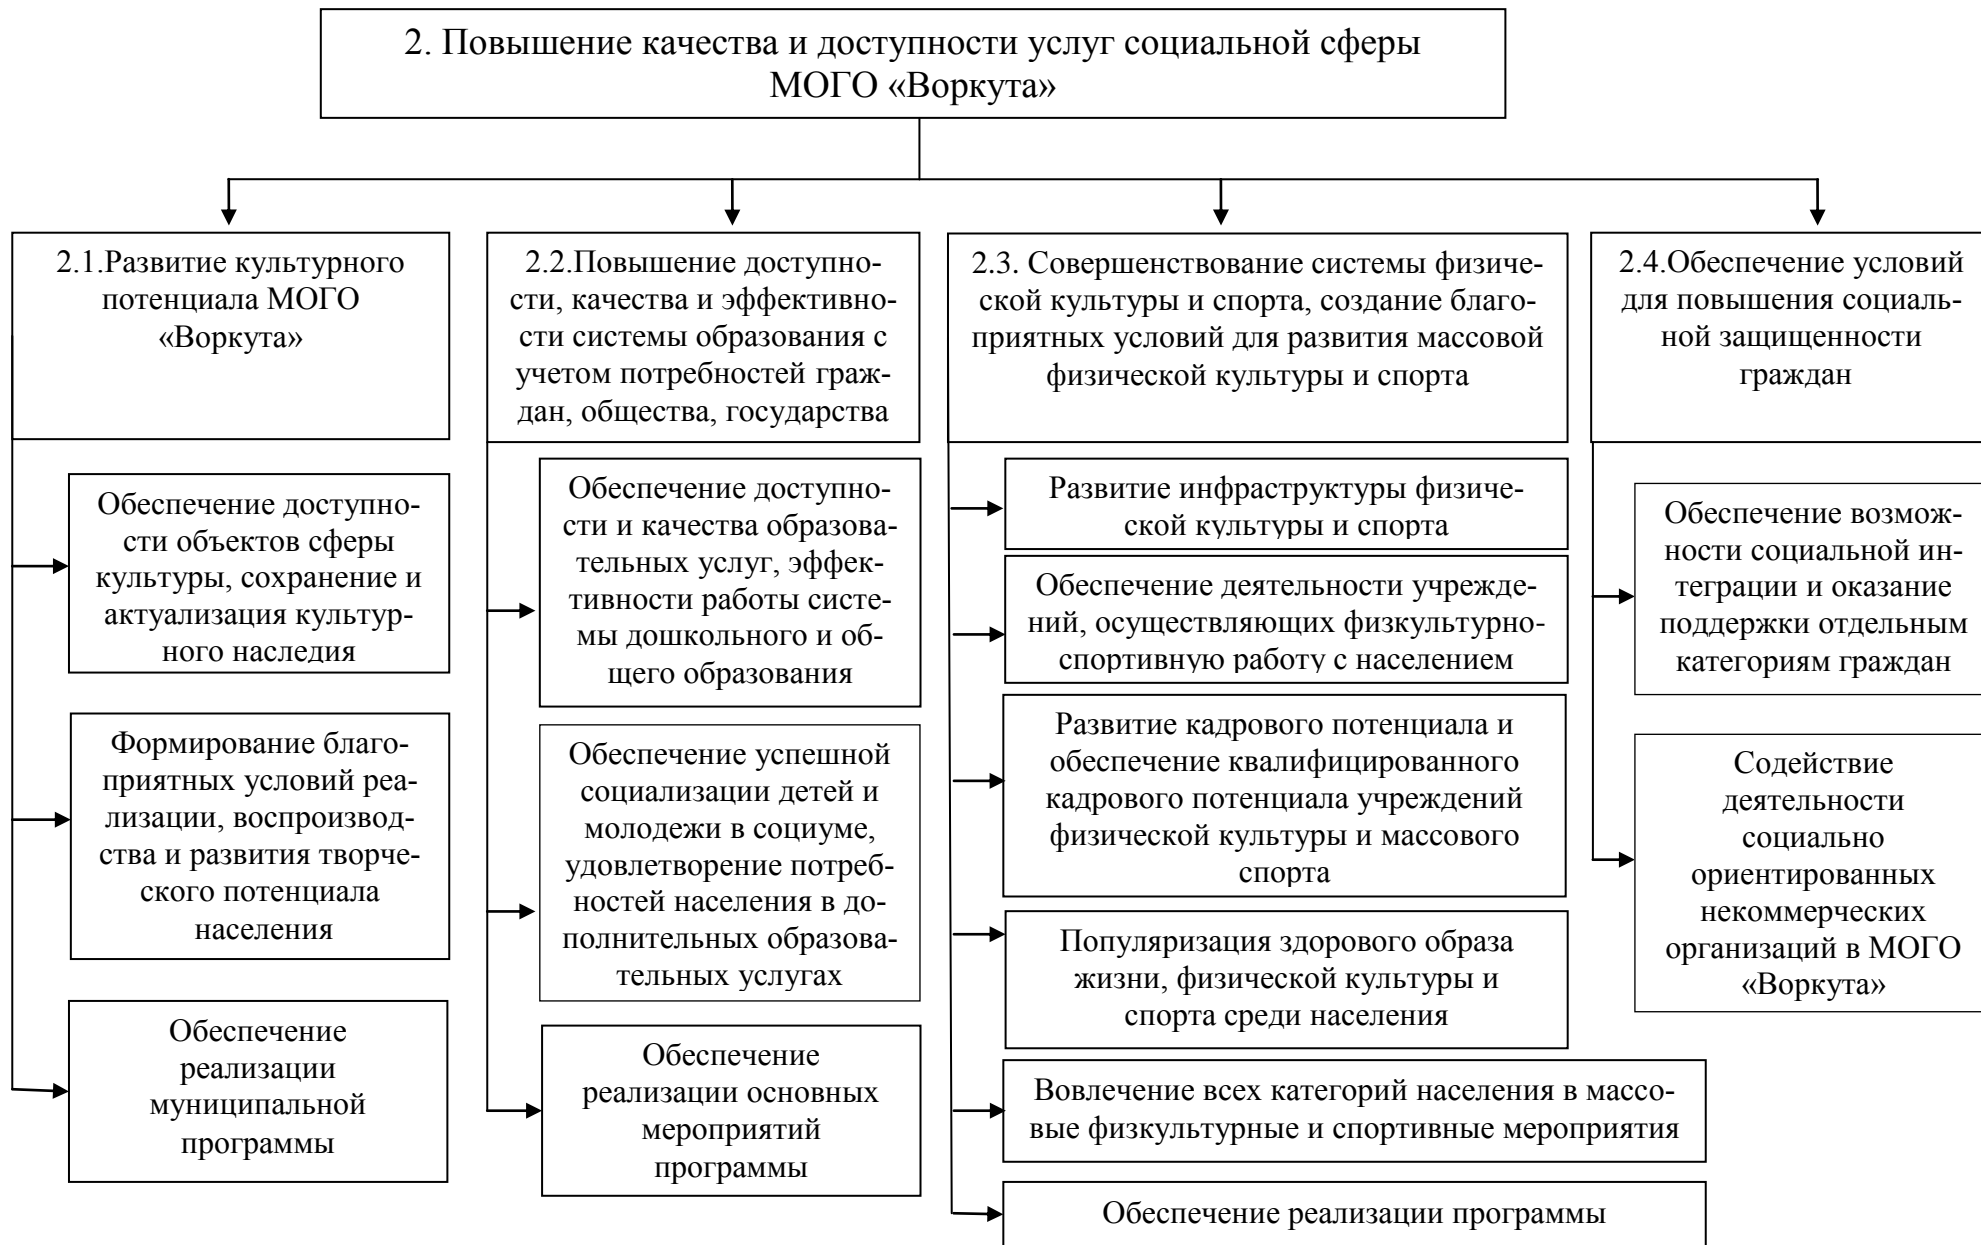 2. Повышение качества и доступности услуг социальной сферы
МОГО «Воркута»
2.1.Развитие культурного
потенциала МОГО
«Воркута»
Обеспечение доступно-
сти объектов сферы
культуры, сохранение и
актуализация культур-
ного наследия
Формирование благо-
приятных условий реа-
лизации, воспроизвод-
ства и развития творче-
ского потенциала
населения
Обеспечение
реализации
муниципальной
программы
2.2.Повышение доступно-
сти, качества и эффективно-
сти системы образования с
учетом потребностей граж-
дан, общества, государства
Обеспечение доступно-
сти и качества образова-
тельных услуг, эффек-
тивности работы систе-
мы дошкольного и об-
щего образования
Обеспечение успешной
социализации детей и
молодежи в социуме,
удовлетворение потреб-
ностей населения в до-
полнительных образова-
тельных услугах
Обеспечение
реализации основных
мероприятий
программы
2.3. Совершенствование системы физиче-
ской культуры и спорта, создание благо-
приятных условий для развития массовой
физической культуры и спорта
Развитие инфраструктуры физиче-
ской культуры и спорта
Обеспечение деятельности учрежде-
ний, осуществляющих физкультурно-
спортивную работу с населением
Развитие кадрового потенциала и
обеспечение квалифицированного
кадрового потенциала учреждений
физической культуры и массового
спорта
Популяризация здорового образа
жизни, физической культуры и
спорта среди населения
Вовлечение всех категорий населения в массо-
вые физкультурные и спортивные мероприятия
Обеспечение реализации программы
2.4.Обеспечение условий
для повышения социаль-
ной защищенности
граждан
Обеспечение возмож-
ности социальной ин-
теграции и оказание
поддержки отдельным
категориям граждан
Содействие
деятельности
социально
ориентированных
некоммерческих
организаций в МОГО
«Воркута»